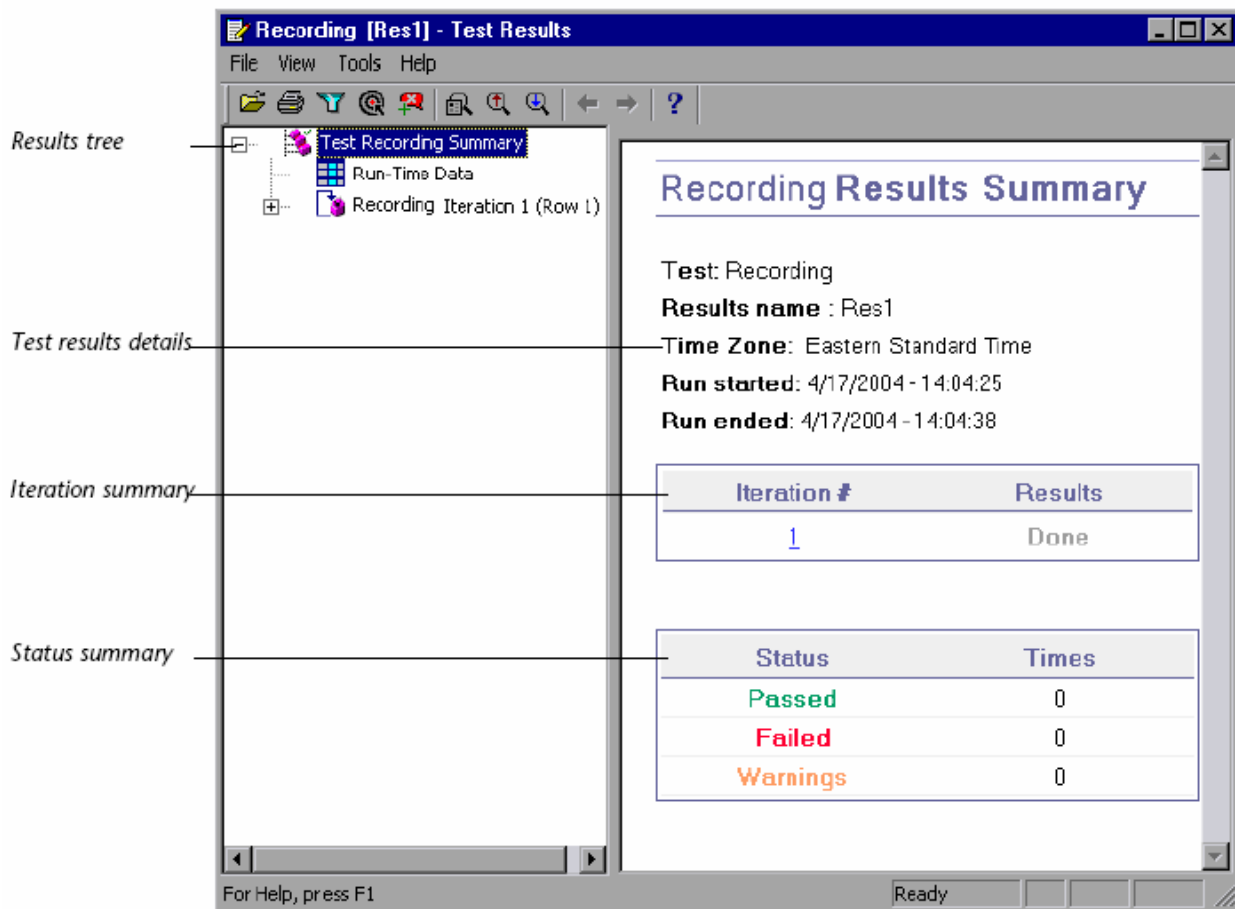 Recording [Res1] - Test Results
File View Tools Help
?
Results tree
Test Recording Summary
Run-Time Data
Recording Iteration 1 (Row 1)
Recording Results Summary
Test: Recording
Results name : Res1
Test results details
Time Zone: Eastern Standard Time
Run started: 4/17/2004 - 14:04:25
Run ended: 4/17/2004 - 14:04:38
Iteration summary
Iteration # Results
1 Done
Status summary
Status Times
Passed 0
Failed 0
Warnings 0
For Help, press F1
Ready